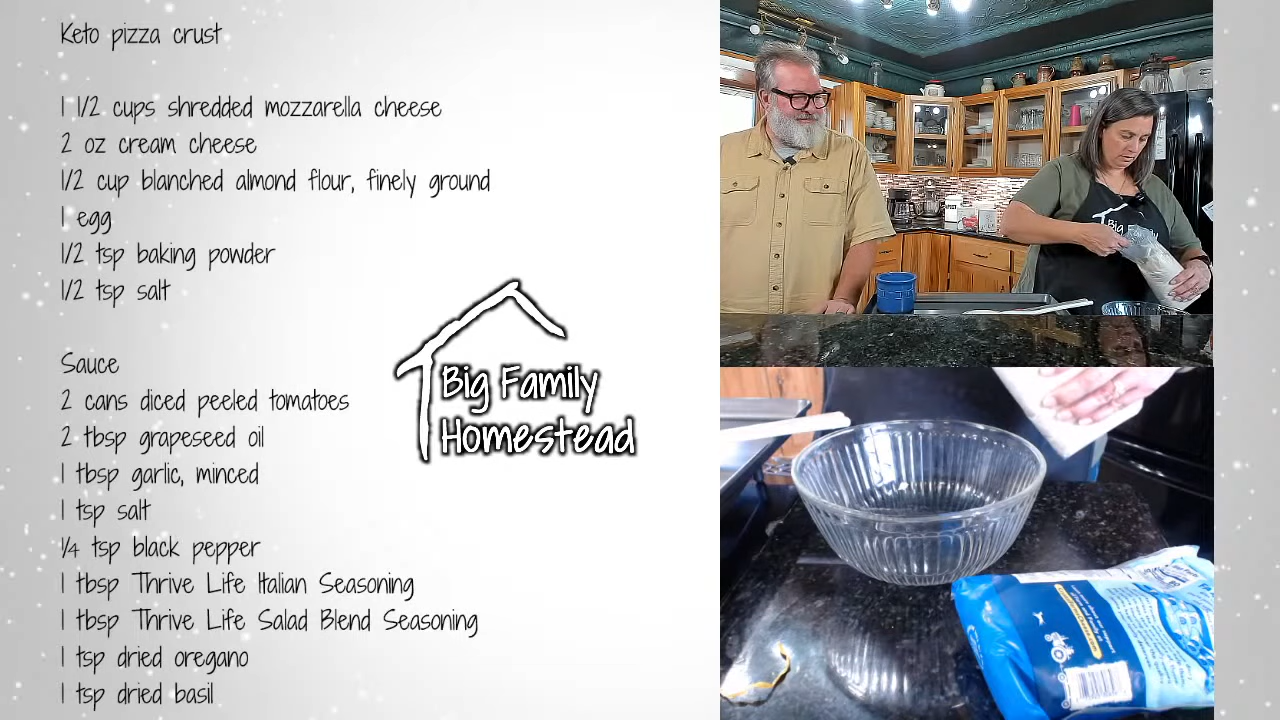 Keto pizza crust
1 1/2 cups shredded mozzarella cheese
2 oz cream cheese
1/2 cup blanched almond flour, finely ground
1 egg
1/2 tsp baking powder
1/2 tsp salt
Sauce
2 cans diced peeled tomatoes
2 tbsp grapeseed oil
1 tbsp garlic, minced
1 tsp salt
1/4 tsp black pepper
1 tbsp Thrive Life Italian Seasoning
1 tbsp Thrive Life Salad Blend Seasoning
1 tsp dried oregano
1 tsp dried basil
Big Family
Homestead
Big Family